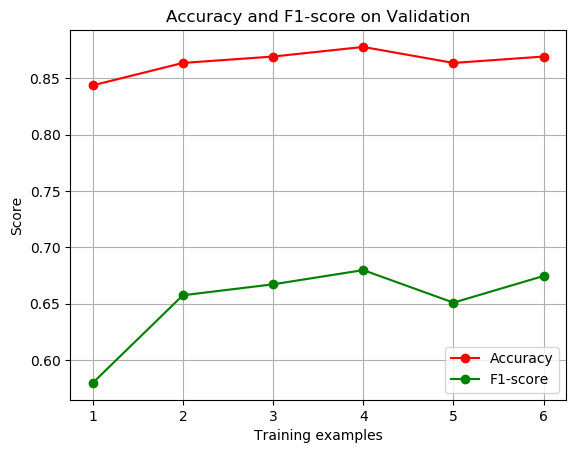 Accuracy and F1-score on Validation
0.85
0.80
0.75
0.70
0.65
0.60
Score
1 2 3 4 5 6
Training examples
Accuracy
F1-score